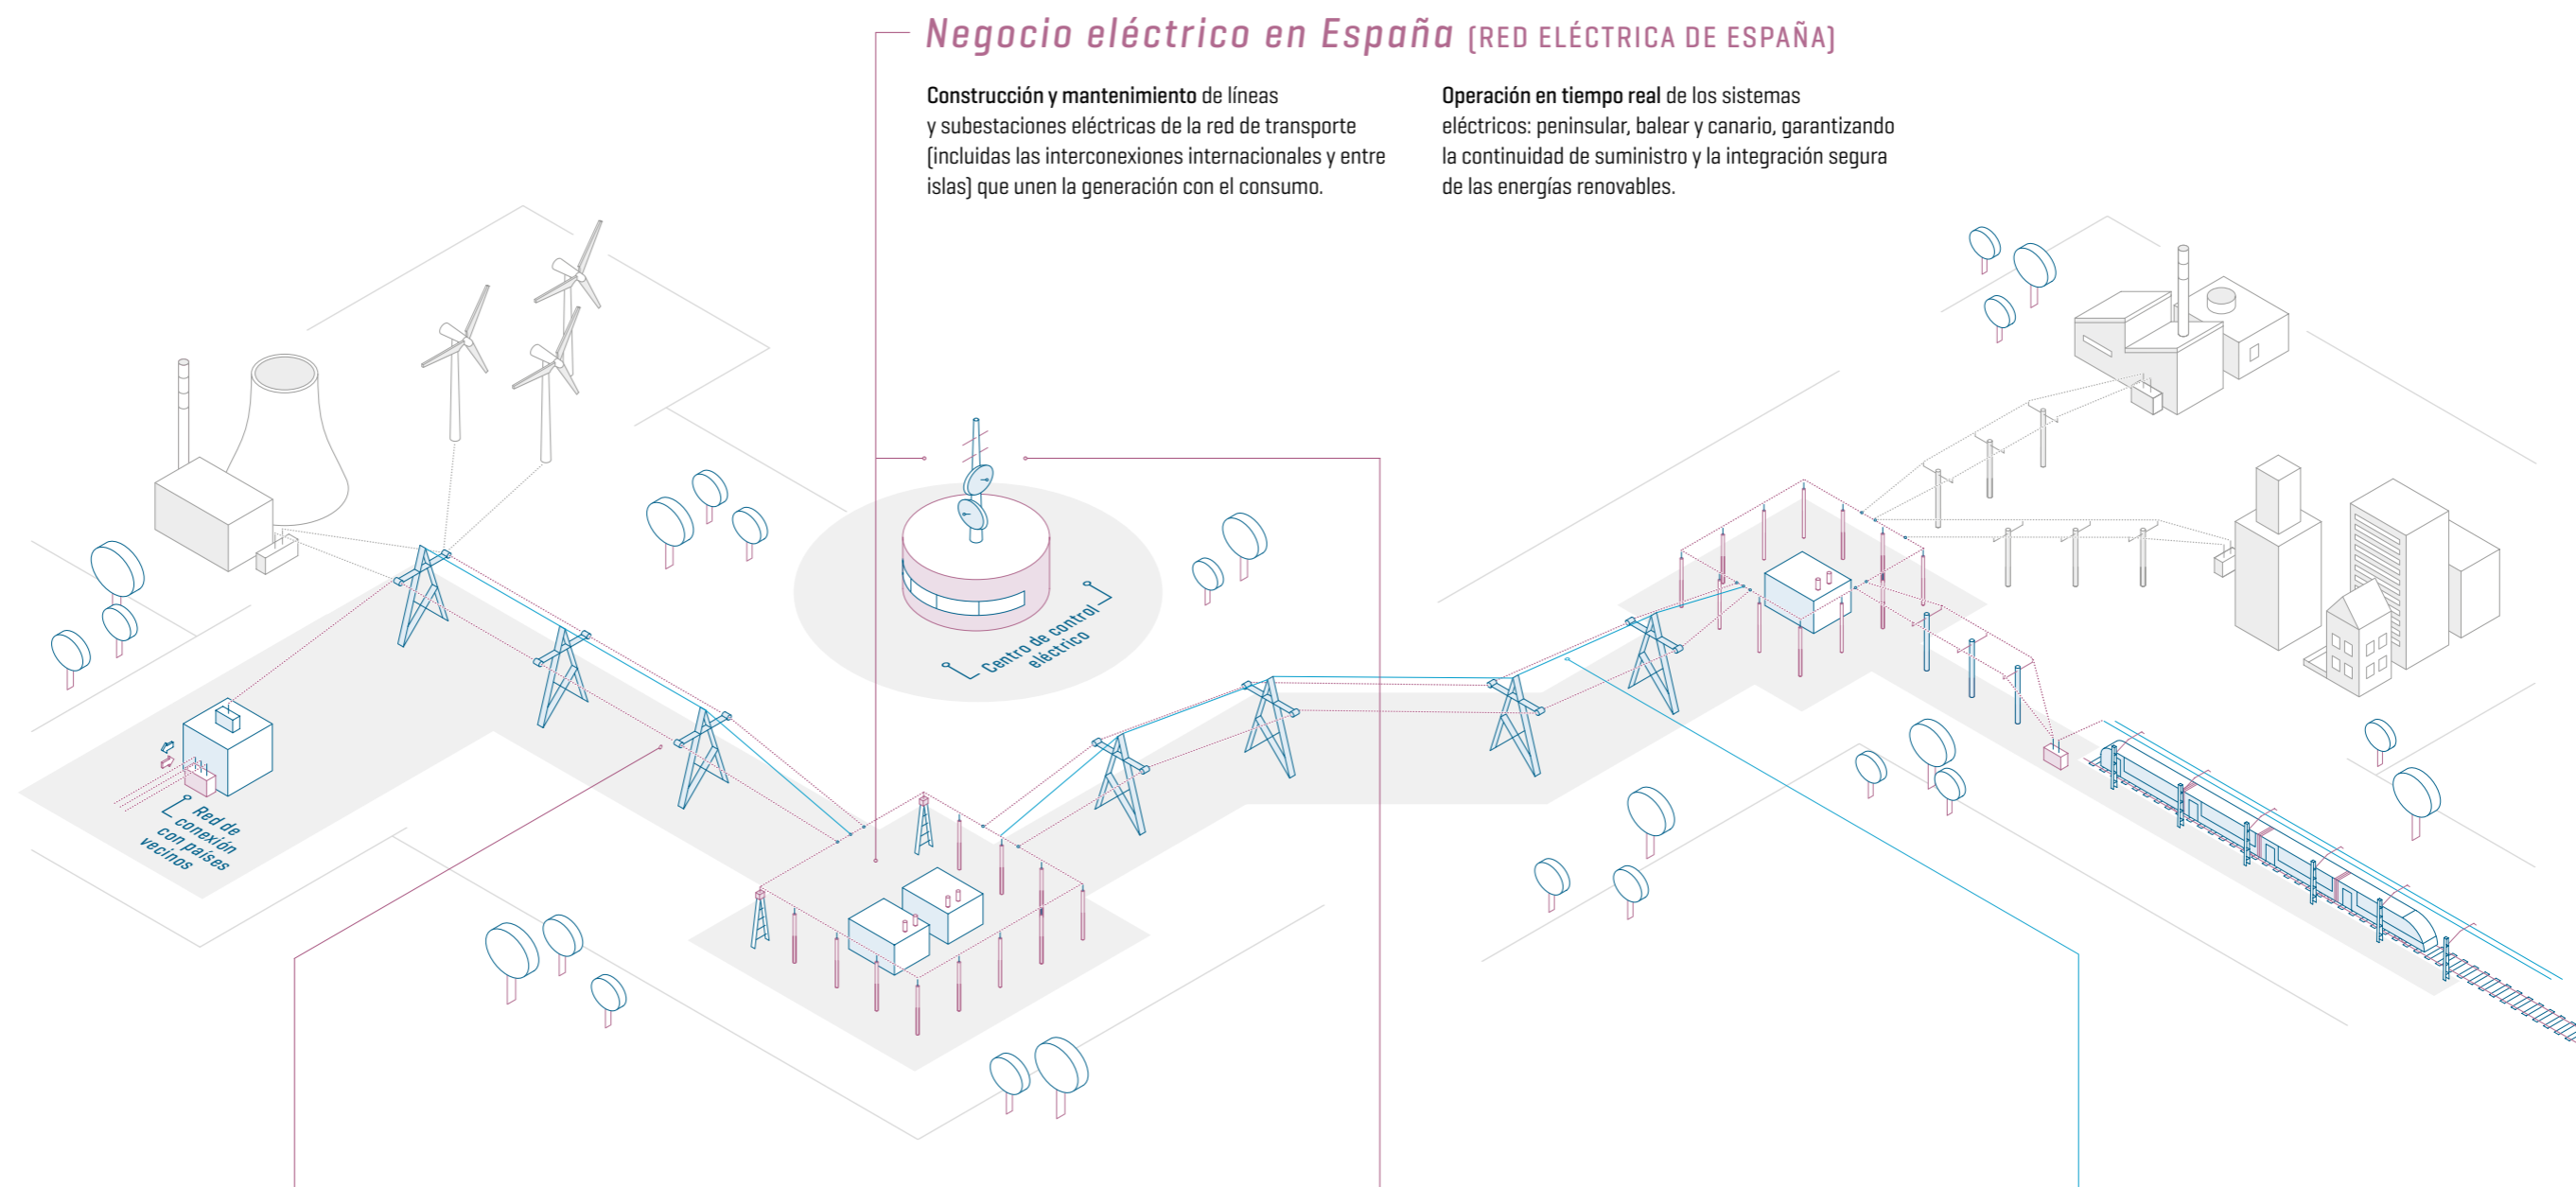 Negocio eléctrico en España (RED ELÉCTRICA DE ESPAÑA)
Construcción y mantenimiento de líneas
y subestaciones eléctricas de la red de transporte
(incluidas las interconexiones internacionales y entre
islas) que unen la generación con el consumo.
Operación en tiempo real de los sistemas
eléctricos: peninsular, balear y canario, garantizando
la continuidad de suministro y la integración segura
de las energías renovables.
Centro de control
eléctrico
Red de
conexión
con países
vecinos